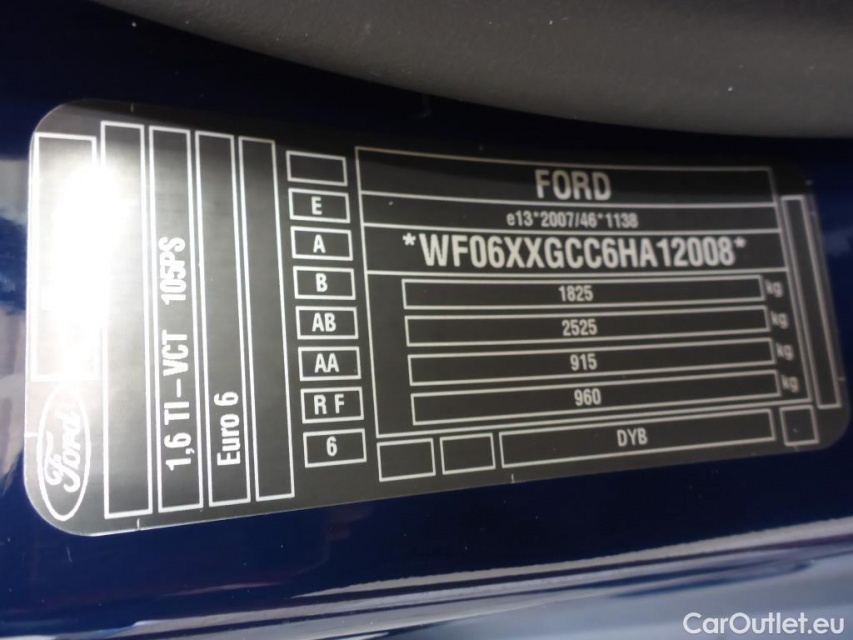 Ford
1,6 TI-VCT 105PS
Euro 6
E
A
B
AB
AA
R F
6
FORD
e13*2007/46*1138
*WF06XXGCC6HA12008*
1825 kg
2525 kg
915 kg
960 kg
DYB
CarOutlet.eu